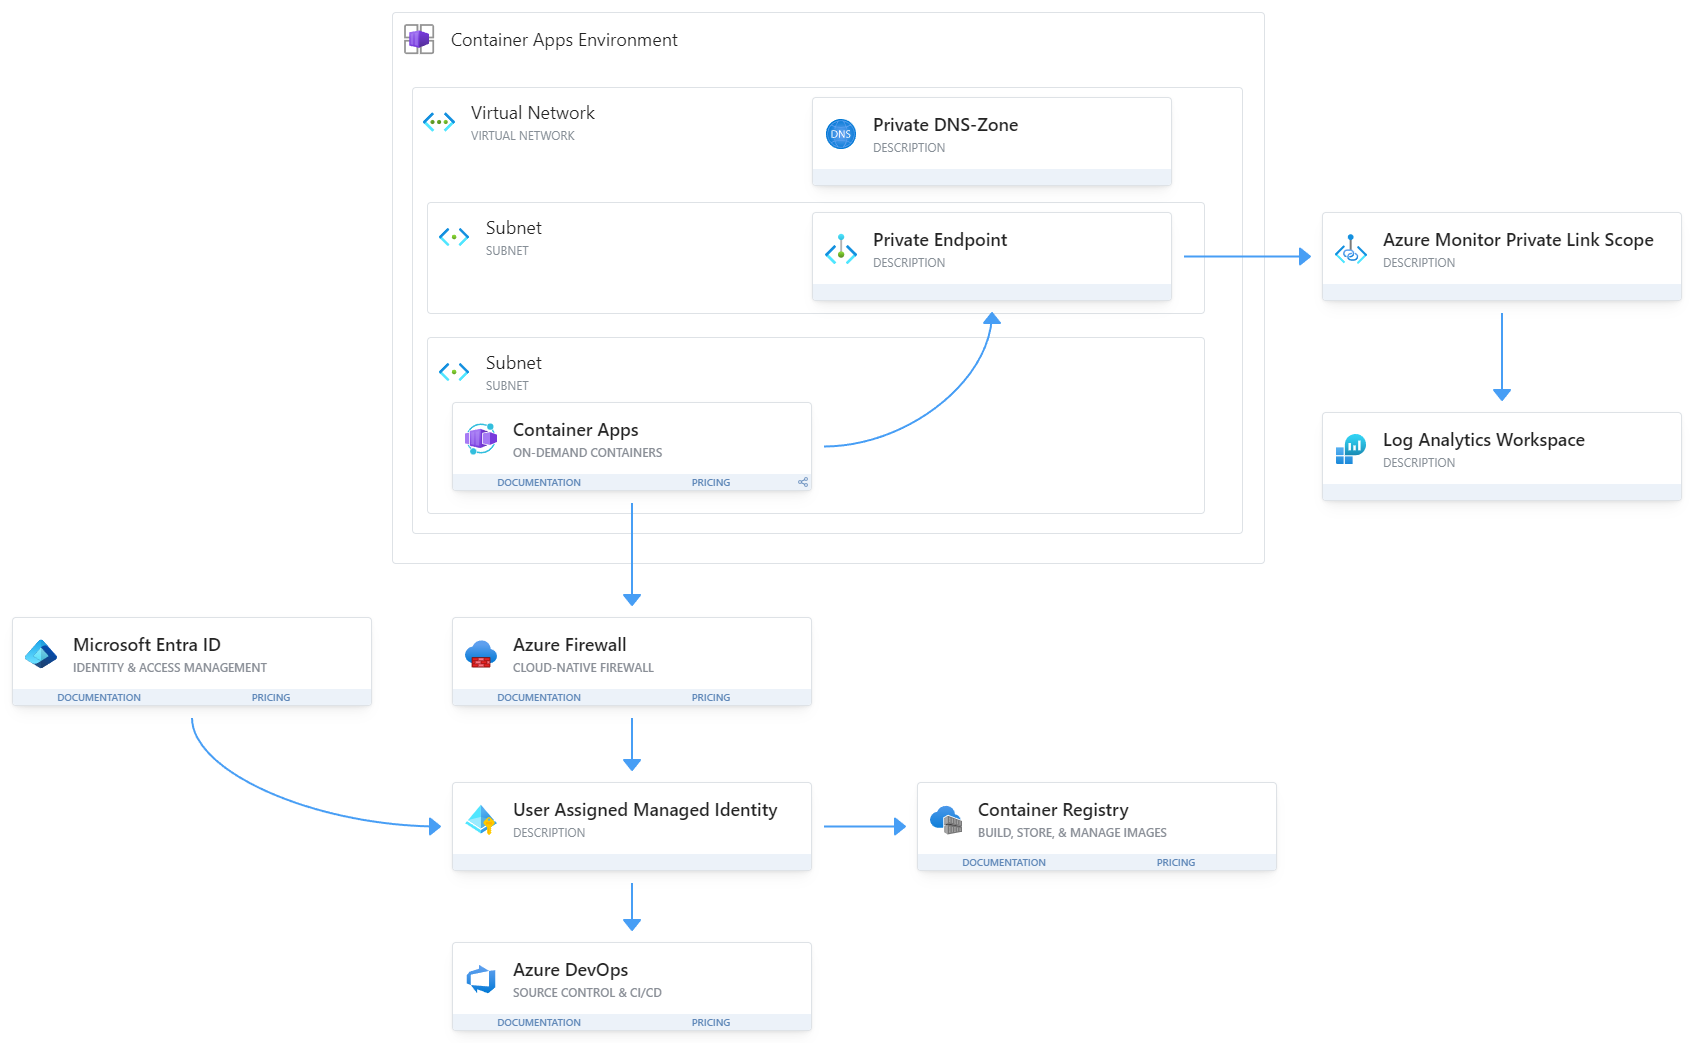 Container Apps Environment
Virtual Network
VIRTUAL NETWORK
Private DNS-Zone
DESCRIPTION
DNS
Subnet
SUBNET
Private Endpoint
DESCRIPTION
Azure Monitor Private Link Scope
DESCRIPTION
Subnet
SUBNET
Container Apps
ON-DEMAND CONTAINERS
DOCUMENTATION PRICING
Log Analytics Workspace
DESCRIPTION
Microsoft Entra ID
IDENTITY & ACCESS MANAGEMENT
DOCUMENTATION PRICING
Azure Firewall
CLOUD-NATIVE FIREWALL
DOCUMENTATION PRICING
User Assigned Managed Identity
DESCRIPTION
Container Registry
BUILD, STORE, & MANAGE IMAGES
DOCUMENTATION PRICING
Azure DevOps
SOURCE CONTROL & CI/CD
DOCUMENTATION PRICING